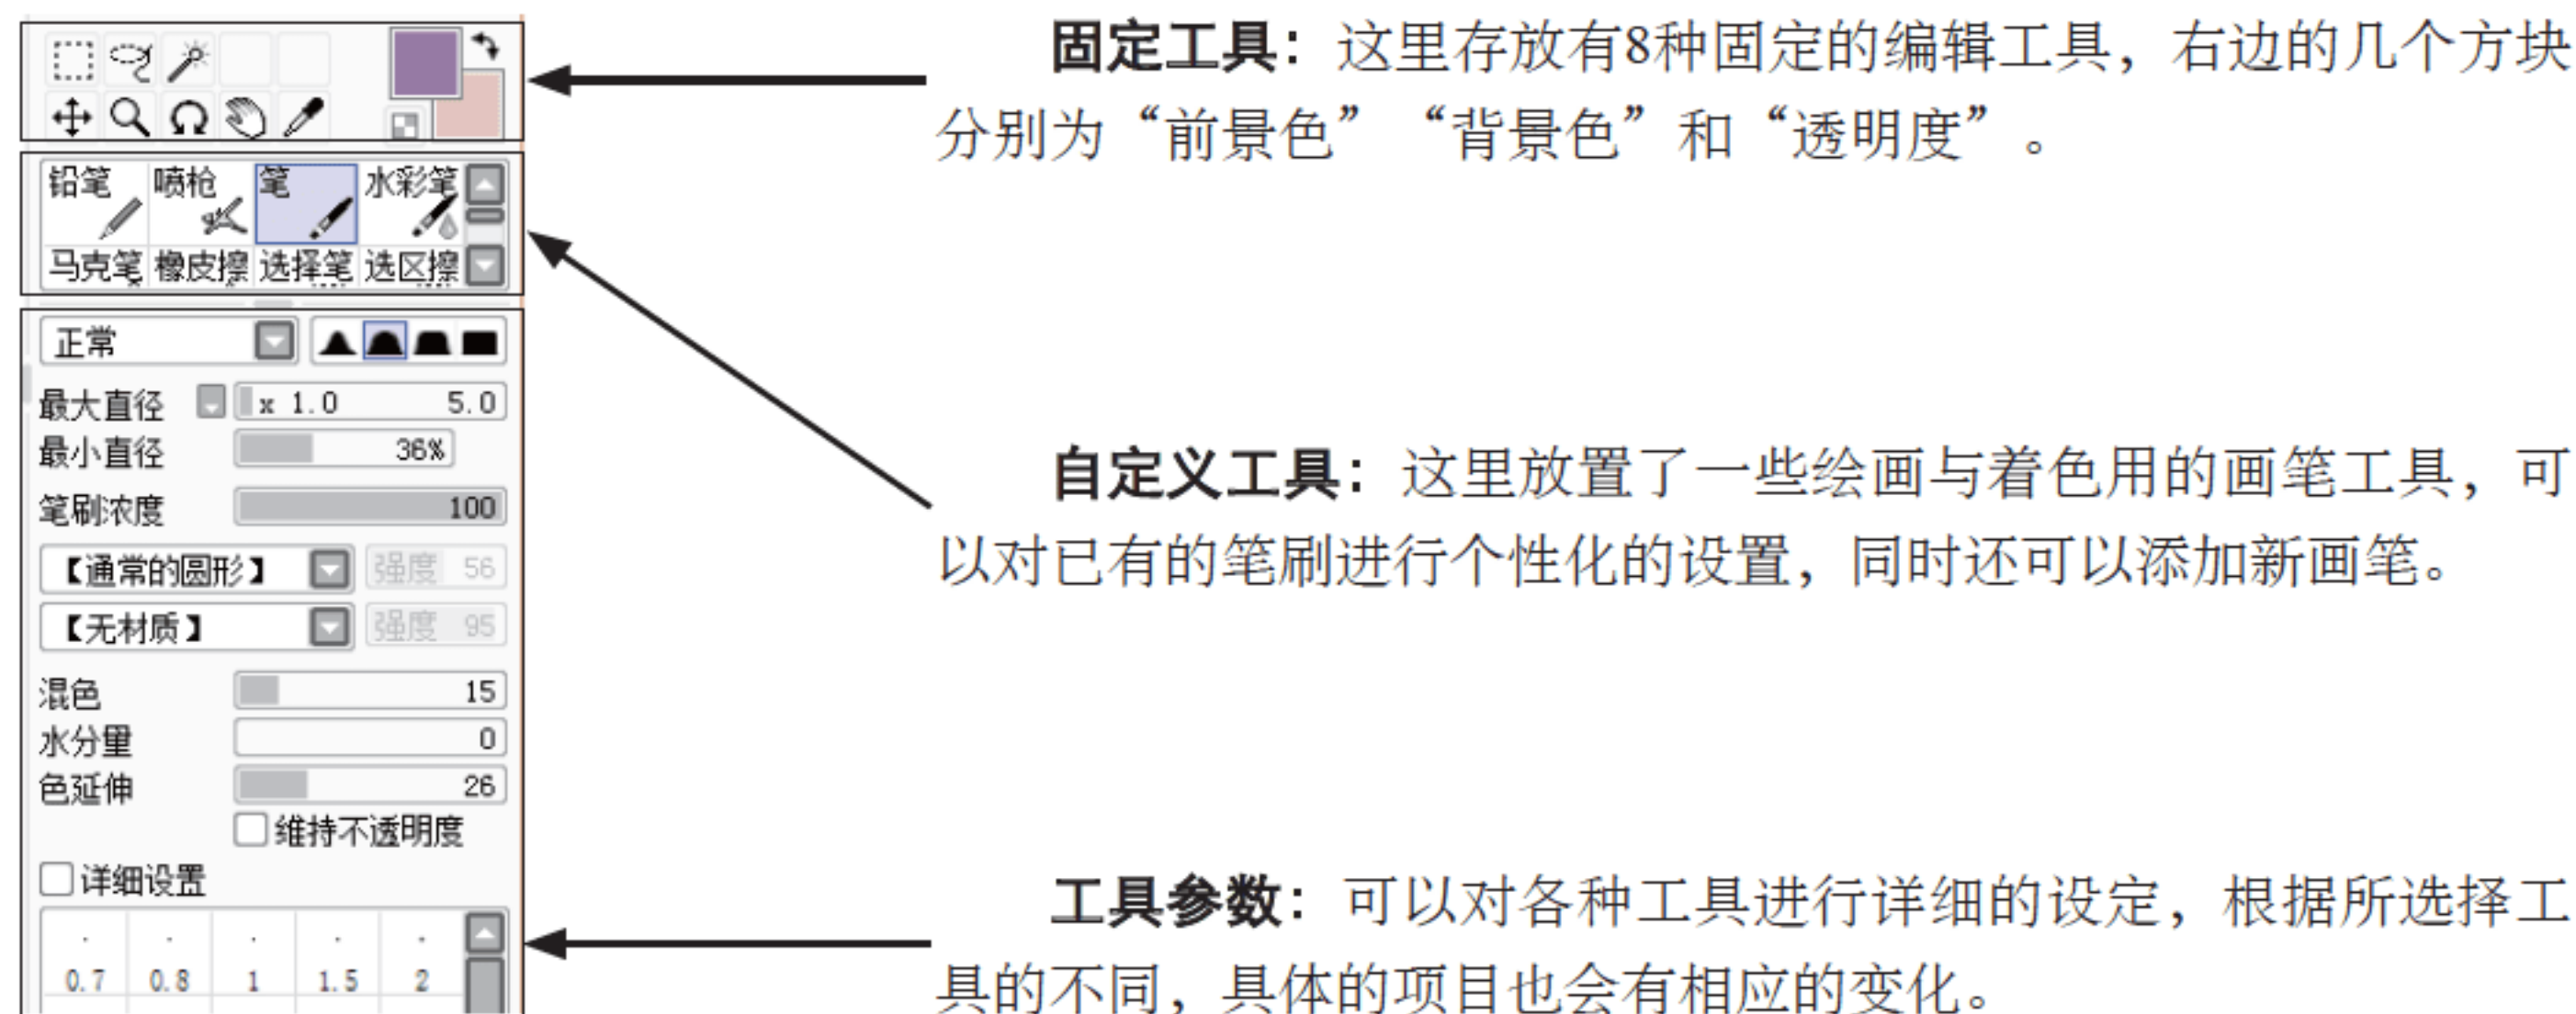 固定工具：这里存放有8种固定的编辑工具，右边的几个方块
分别为“前景色”“背景色”和“透明度”。
铅笔 喷枪 笔 水彩笔
马克笔 橡皮擦 选择笔 选区擦
正常
最大直径 x 1.0 5.0
最小直径 36%
笔刷浓度 100
【通常的圆形】 强度 56
【无材质】 强度 95
混色 15
水分量 0
色延伸 26
维持不透明度
详细设置
0.7 0.8 1 1.5 2
自定义工具：这里放置了一些绘画与着色用的画笔工具，可
以对已有的笔刷进行个性化的设置，同时还可以添加新画笔。
工具参数：可以对各种工具进行详细的设定，根据所选择工
具的不同，具体的项目也会有相应的变化。